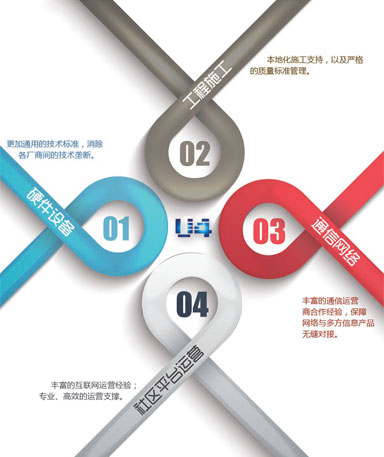 工程施工
本地化施工支持，以及严格
的质量标准管理。
02
更加通用的技术标准，消除
各厂商间的技术垄断。
硬件设备
01
U4
03
通信网络
04
丰富的通信运营
商合作经验，保障
网络与多方信息产品
无缝对接。
社区平台运营
丰富的互联网运营经验；
专业、高效的运营支撑。